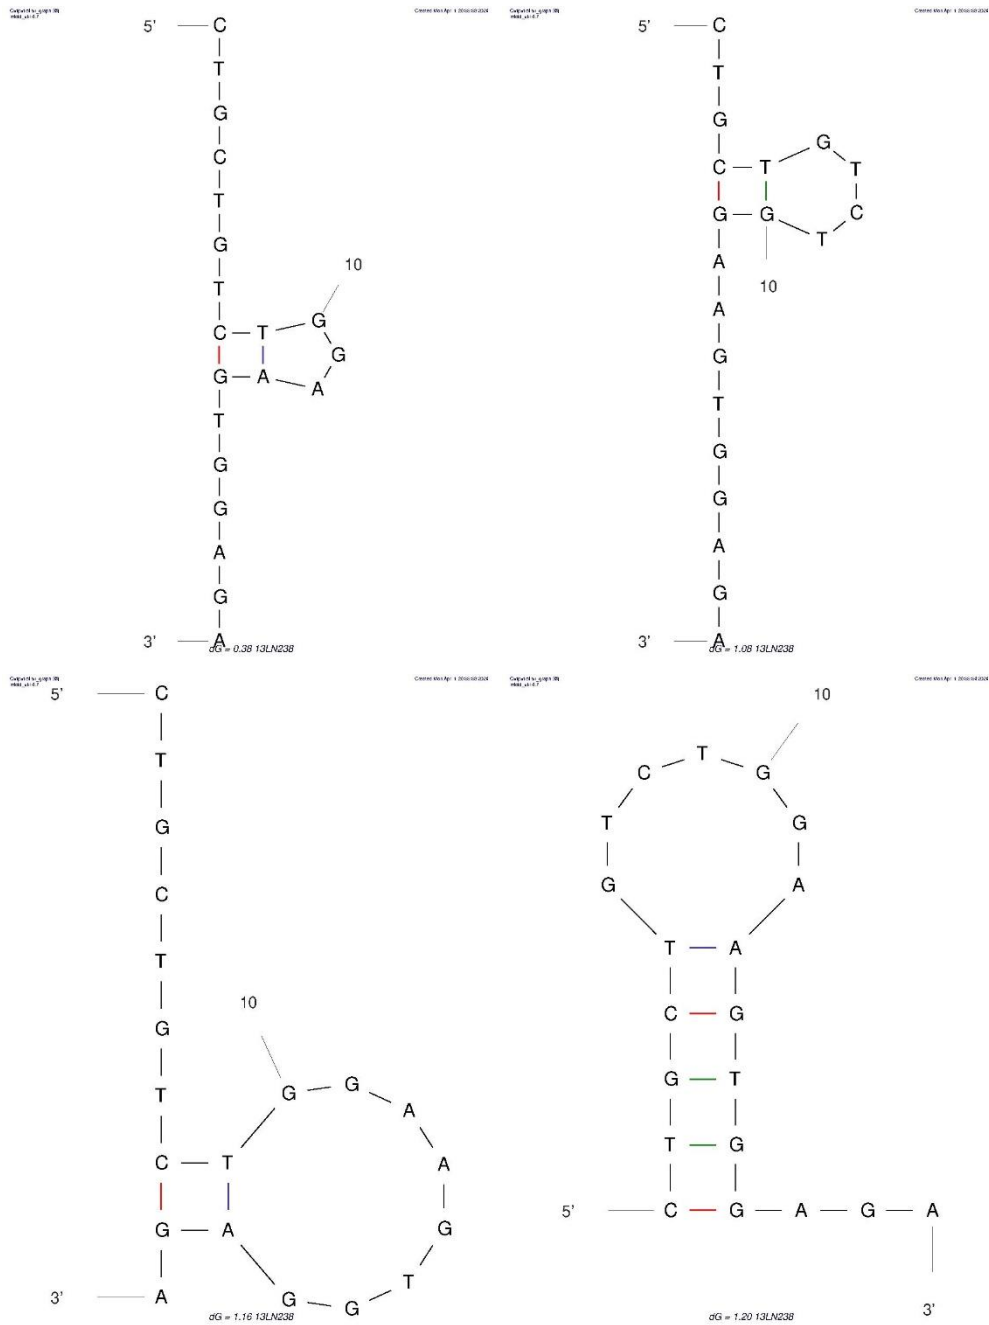 5' C
T
G
C
T
G
10
T
C T G
G
G A A
T
G
G
A
G
3' A
dG = 0.38 13LN238
5' C
T
G
G
C T T
G G C
T
A
10
A
G
T
G
G
A
G
3' A
dG = 1.08 13LN238
5' C
T
G
C
T
10
G
T G G A
C T A
G A G
T
3' A G G
dG = 1.16 13LN238
10
T
C G
T G
G A
T A
C G
G T
T G
5' C G A G A
3'
dG = 1.20 13LN238